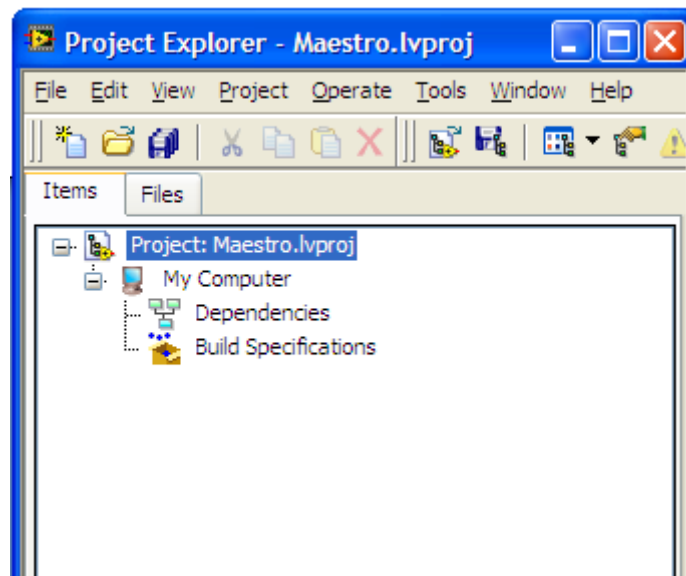 Project Explorer - Maestro.lvproj
File Edit View Project Operate Tools Window Help
Items Files
Project: Maestro.lvproj
My Computer
Dependencies
Build Specifications